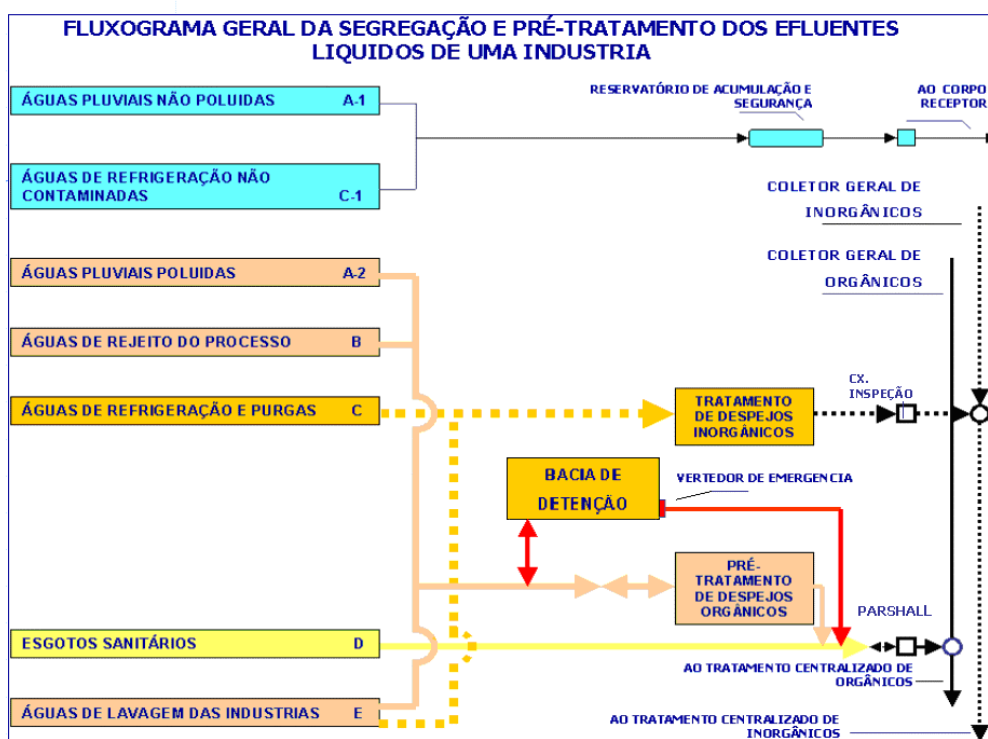 FLUXOGRAMA GERAL DA SEGREGAÇÃO E PRÉ-TRATAMENTO DOS EFLUENTES
LIQUIDOS DE UMA INDUSTRIA
ÁGUAS PLUVIAIS NÃO POLUIDAS A-1
RESERVATÓRIO DE ACUMULAÇÃO E
SEGURANÇA
AO CORPO
RECEPTOR
ÁGUAS DE REFRIGERAÇÃO NÃO
CONTAMINADAS C-1
COLETOR GERAL DE
INORGÂNICOS
ÁGUAS PLUVIAIS POLUIDAS A-2
COLETOR GERAL DE
ORGÂNICOS
ÁGUAS DE REJEITO DO PROCESSO B
ÁGUAS DE REFRIGERAÇÃO E PURGAS C
TRATAMENTO
DE DESPEJOS
INORGÂNICOS
CX.
INSPEÇÃO
BACIA DE
DETENÇÃO
VERTEDOR DE EMERGENCIA
PRÉ-
TRATAMENTO
DE DESPEJOS
ORGÂNICOS
PARSHALL
ESGOTOS SANITÁRIOS D
AO TRATAMENTO CENTRALIZADO DE
ORGÂNICOS
ÁGUAS DE LAVAGEM DAS INDUSTRIAS E
AO TRATAMENTO CENTRALIZADO DE
INORGÂNICOS